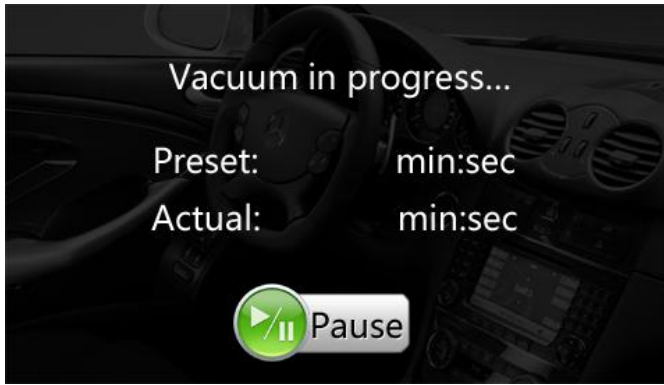 Vacuum in progress...
Preset: min:sec
Actual: min:sec
Pause